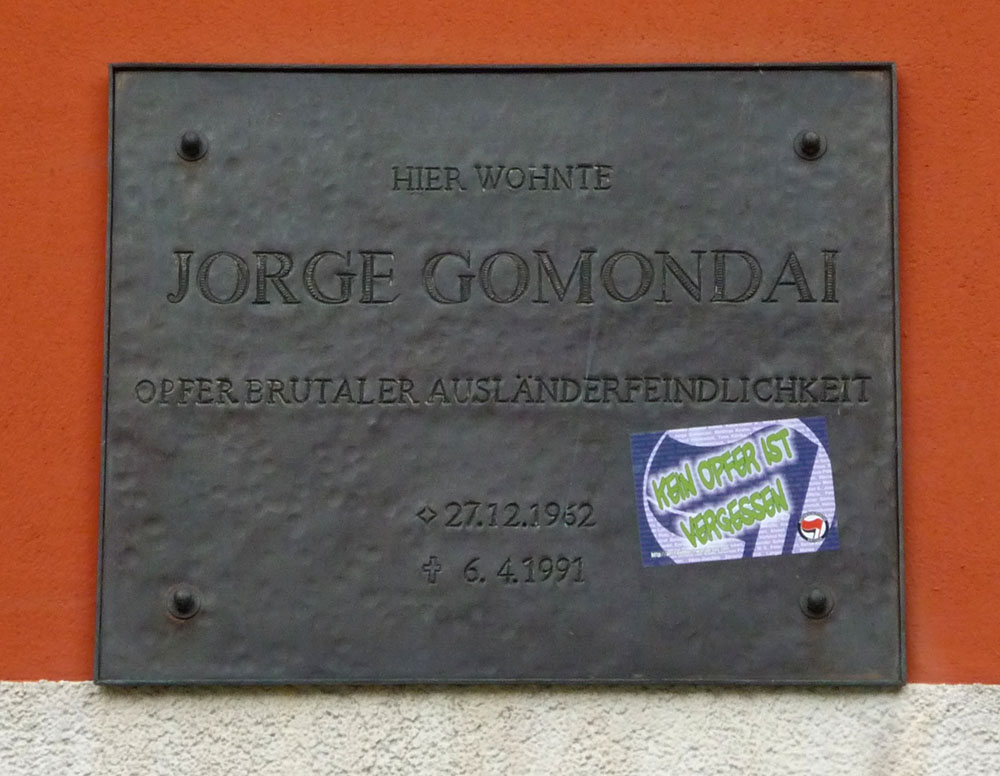 HIER WOHNTE
JORGE GOMONDAI
OPFER BRUTALER AUSLÄNDERFEINDLICHKEIT
27.12.1962
6. 4.1991
KEIN OPFER IST
VERGESSEN